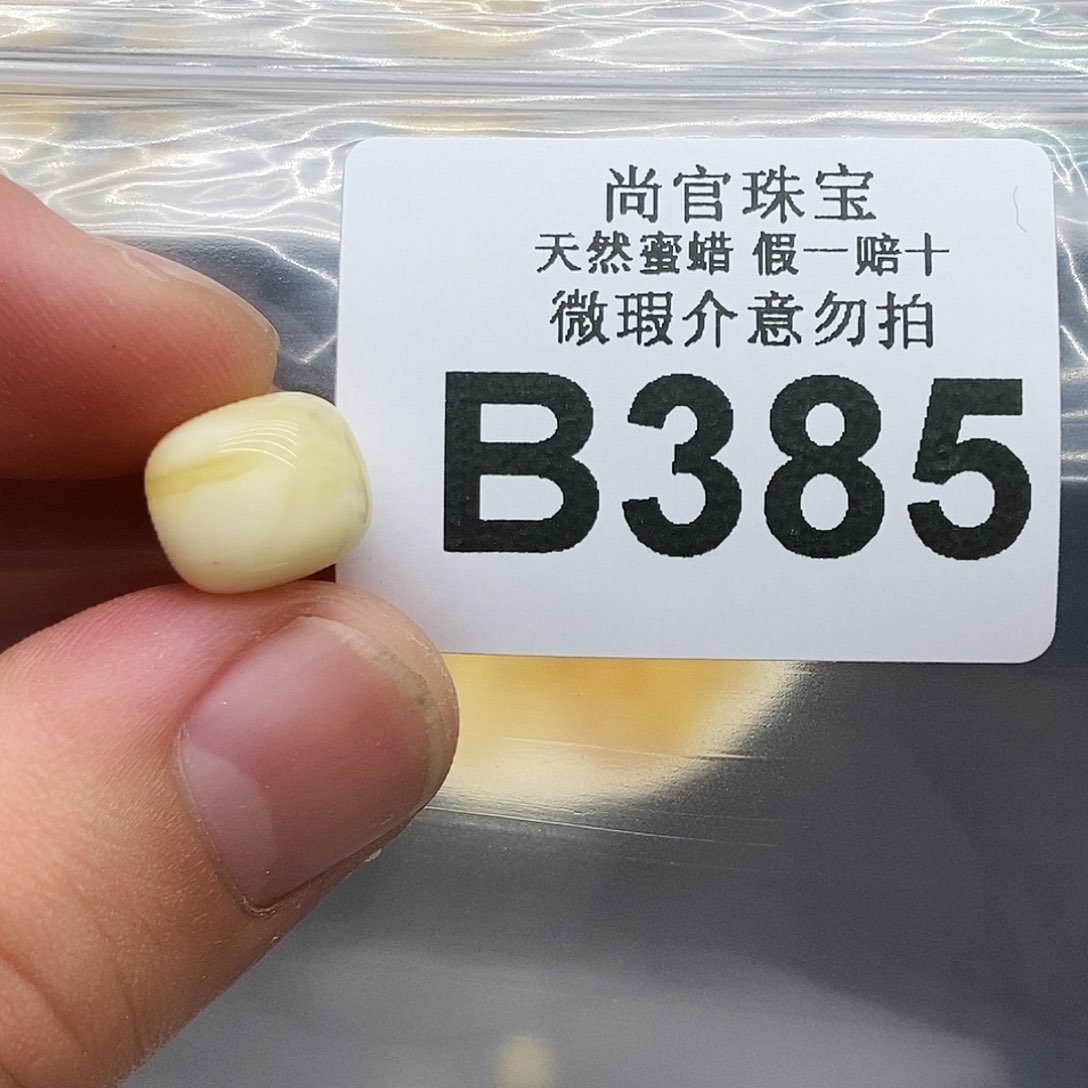 尚官珠宝
天然蜜蜡 假一赔十
微瑕介意勿拍
B385